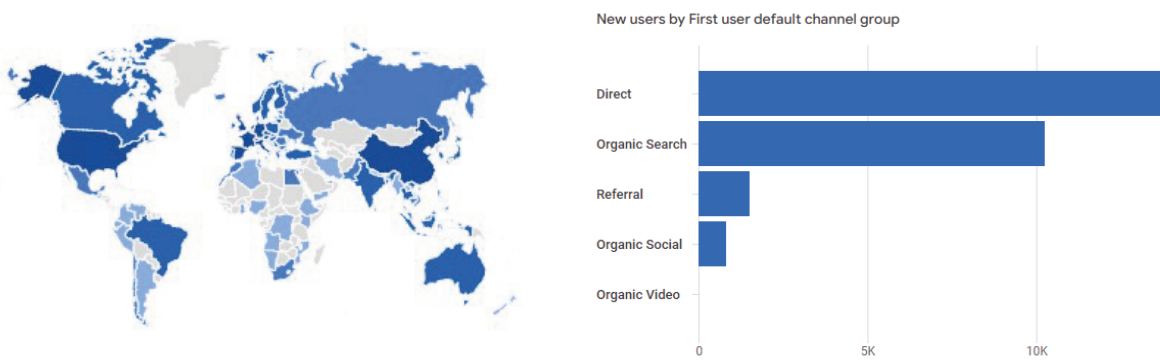 New users by First user default channel group
Direct
Organic Search
Referral
Organic Social
Organic Video
0
5K
10K